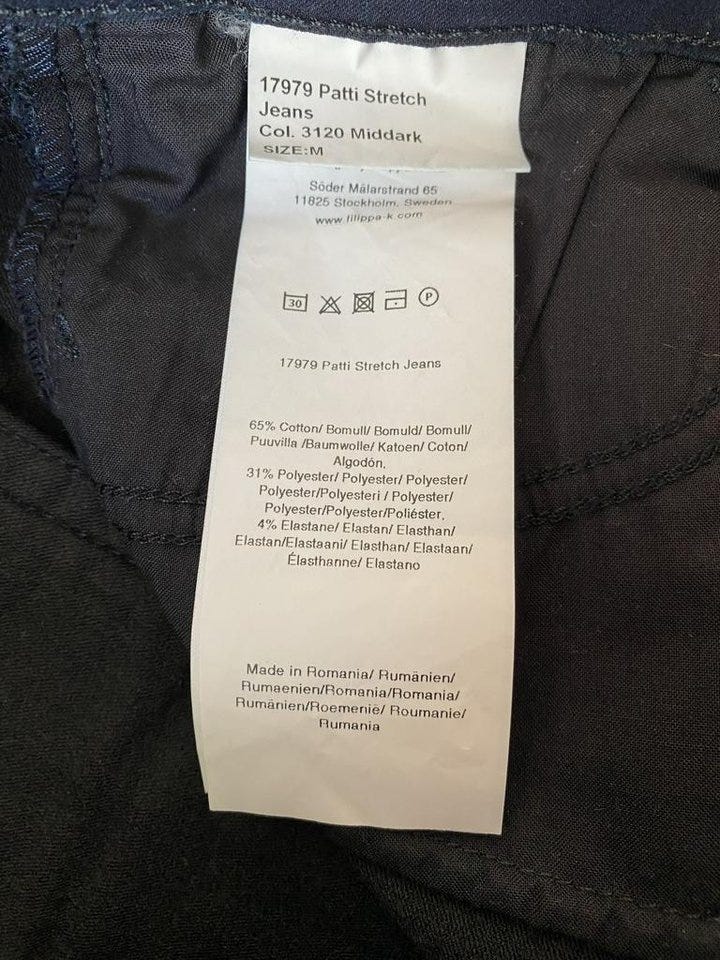 17979 Patti Stretch
Jeans
Col. 3120 Middark
SIZE:M
Söder Mälarstrand 65
11825 Stockholm, Sweden
www.filippa-k.com
30
P
17979 Patti Stretch Jeans
65% Cotton/ Bomull/ Bomuld/ Bomull/
Puuvilla /Baumwolle/ Katoen/ Coton/
Algodón,
31% Polyester/ Polyester/ Polyester/
Polyester/Polyesteri / Polyester/
Polyester/Polyester/Poliéster,
4% Elastane/ Elastan/ Elasthan/
Elastan/Elastaani/ Elasthan/ Elastaan/
Élasthanne/ Elastano
Made in Romania/ Rumänien/
Rumaenien/Romania/Romania/
Rumänien/Roemenië/ Roumanie/
Rumania